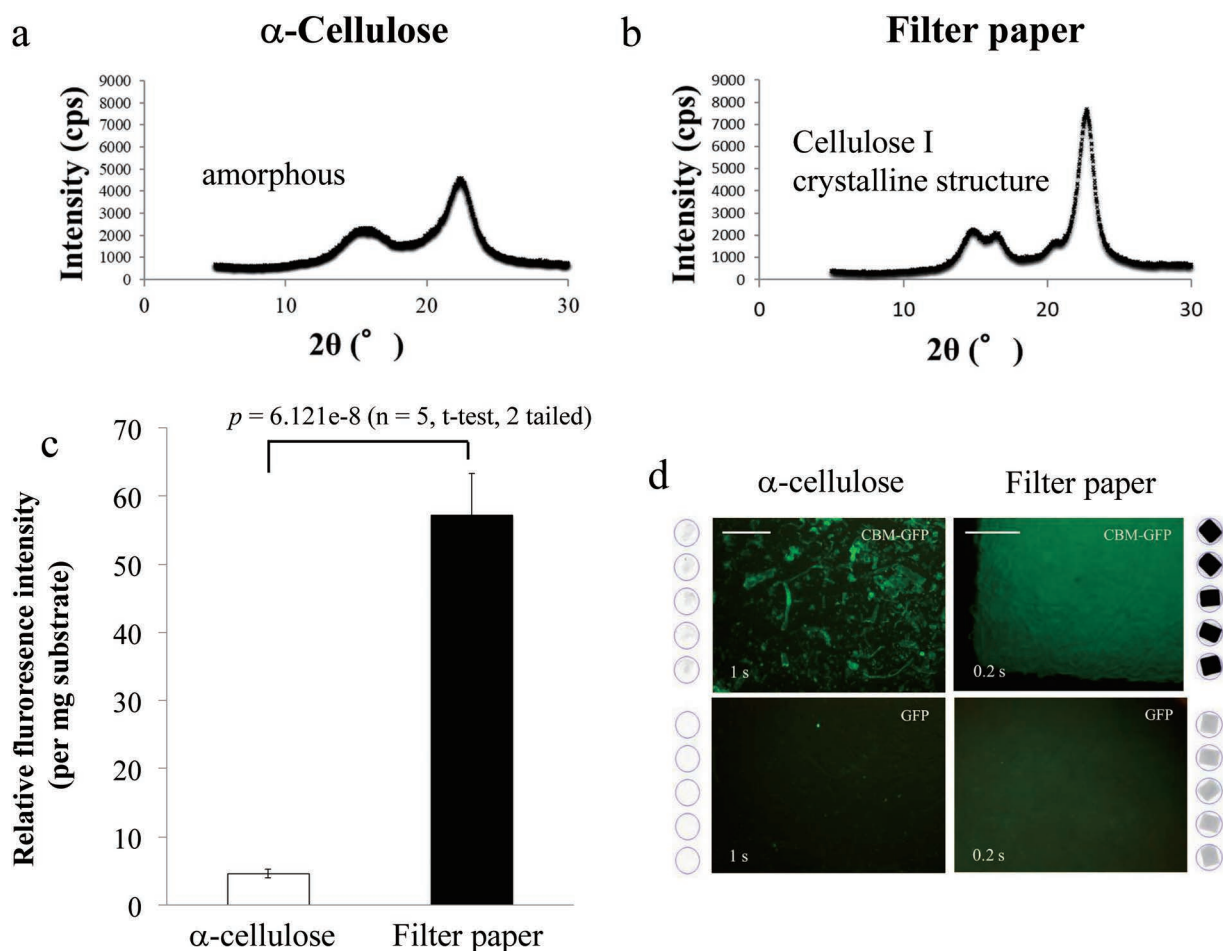 a
α-Cellulose
9000
8000
7000
6000
5000
4000
3000
2000
1000
0
Intensity (cps)
amorphous
0 10 20 30
2θ (° )
b
Filter paper
9000
8000
7000
6000
5000
4000
3000
2000
1000
0
Intensity (cps)
Cellulose I
crystalline structure
0 10 20 30
2θ (° )
c
p = 6.121e-8 (n = 5, t-test, 2 tailed)
70
60
50
40
30
20
10
0
Relative fluroresence intensity
(per mg substrate)
α-cellulose Filter paper
d
α-cellulose Filter paper
CBM-GFP CBM-GFP
1 s 0.2 s
GFP GFP
1 s 0.2 s